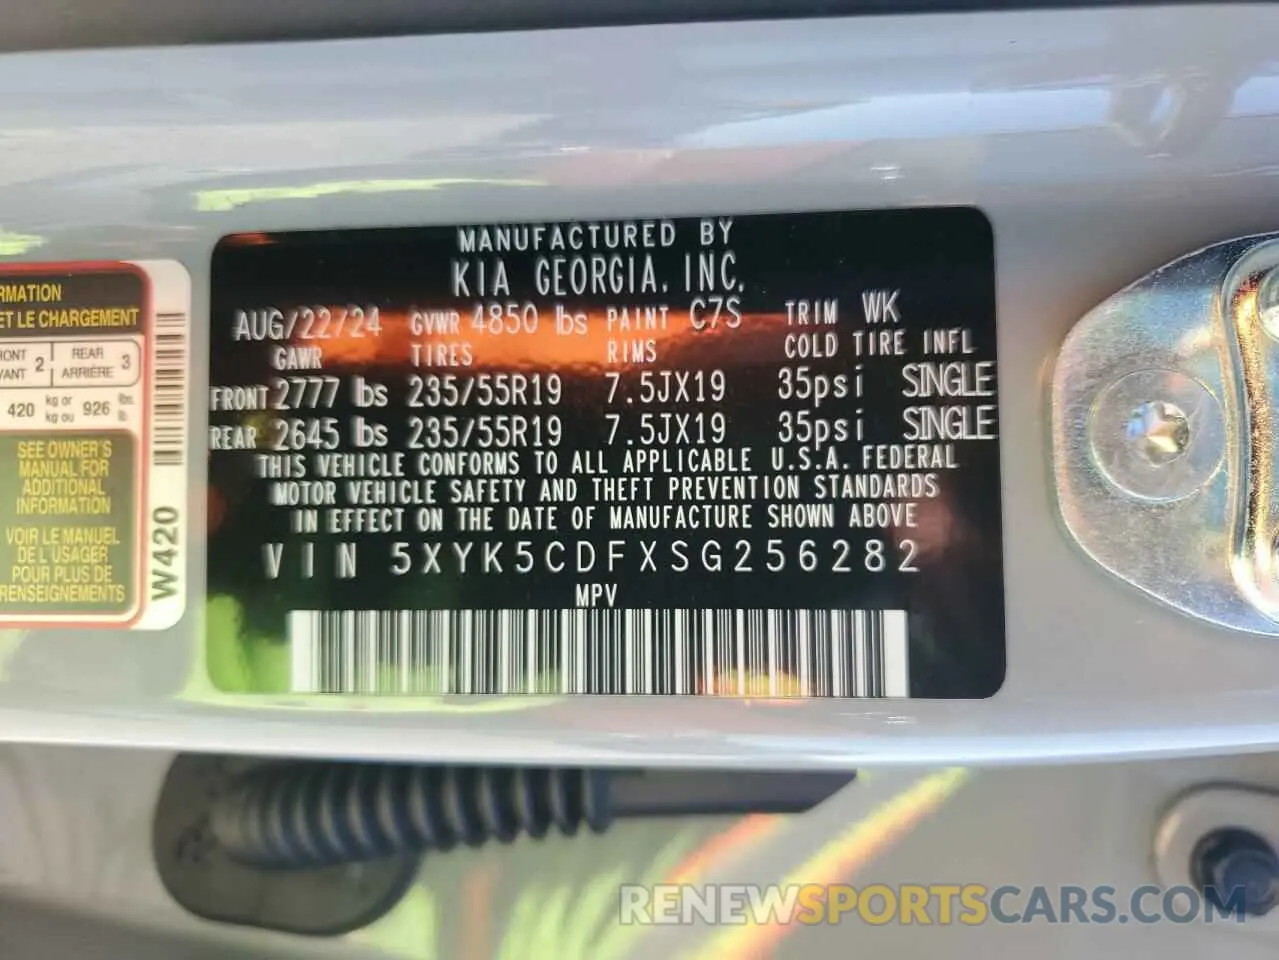 MANUFACTURED BY
KIA GEORGIA, INC.
AUG/22/24 GVWR 4850 lbs PAINT C7S TRIM WK
GAWR TIRES RIMS COLD TIRE INFL
FRONT 2777 lbs 235/55R19 7.5JX19 35psi SINGLE
REAR 2645 lbs 235/55R19 7.5JX19 35psi SINGLE
THIS VEHICLE CONFORMS TO ALL APPLICABLE U.S.A. FEDERAL
MOTOR VEHICLE SAFETY AND THEFT PREVENTION STANDARDS
IN EFFECT ON THE DATE OF MANUFACTURE SHOWN ABOVE
VIN 5XYK5CDFXSG256282
MPV
ET LE CHARGEMENT
2 REAR 3
ARRIÈRE
420 kg or 926 lbs.
kg ou lb.
SEE OWNER'S
MANUAL FOR
ADDITIONAL
INFORMATION
VOIR LE MANUEL
DE L'USAGER
POUR PLUS DE
RENSEIGNEMENTS
W420
RENEWSPORTSCARS.COM